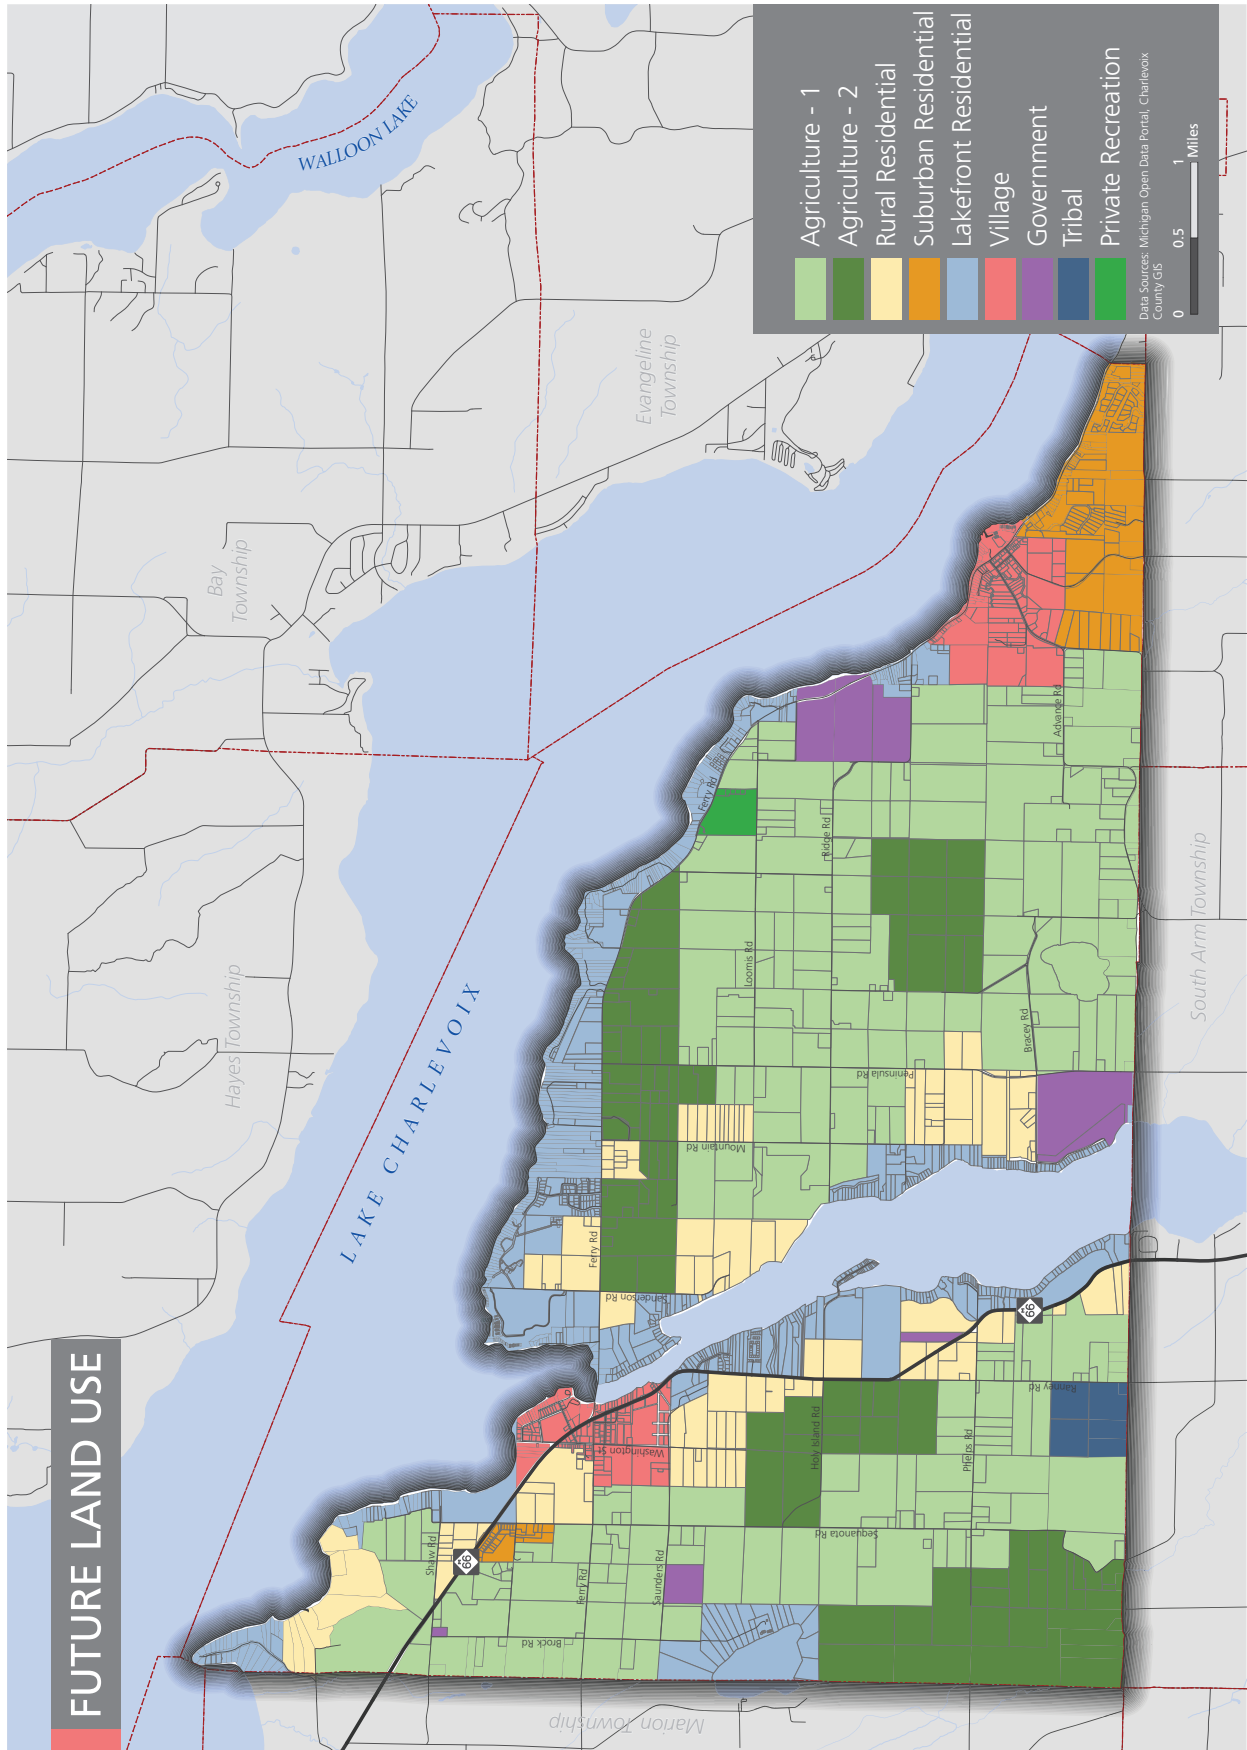 FUTURE LAND USE
WALLOON LAKE
LAKE CHARLEVOIX
Hayes Township
Bay
Township
Evangeline
Township
South Arm Township
Marion Township
Ferry Rd
Ridge Rd
Advance Rd
Loomis Rd
Bracey Rd
Peninsula Rd
Mountain Rd
Ferry Rd
Sanderson Rd
Washington St
Holy Island Rd
Phelps Rd
Ranney Rd
Sequanota Rd
Shaw Rd
Ferry Rd
Saunders Rd
Brock Rd
M
66
M
66
Agriculture - 1
Agriculture - 2
Rural Residential
Suburban Residential
Lakefront Residential
Village
Government
Tribal
Private Recreation
Data Sources: Michigan Open Data Portal, Charlevoix
County GIS
0 0.5 1
Miles